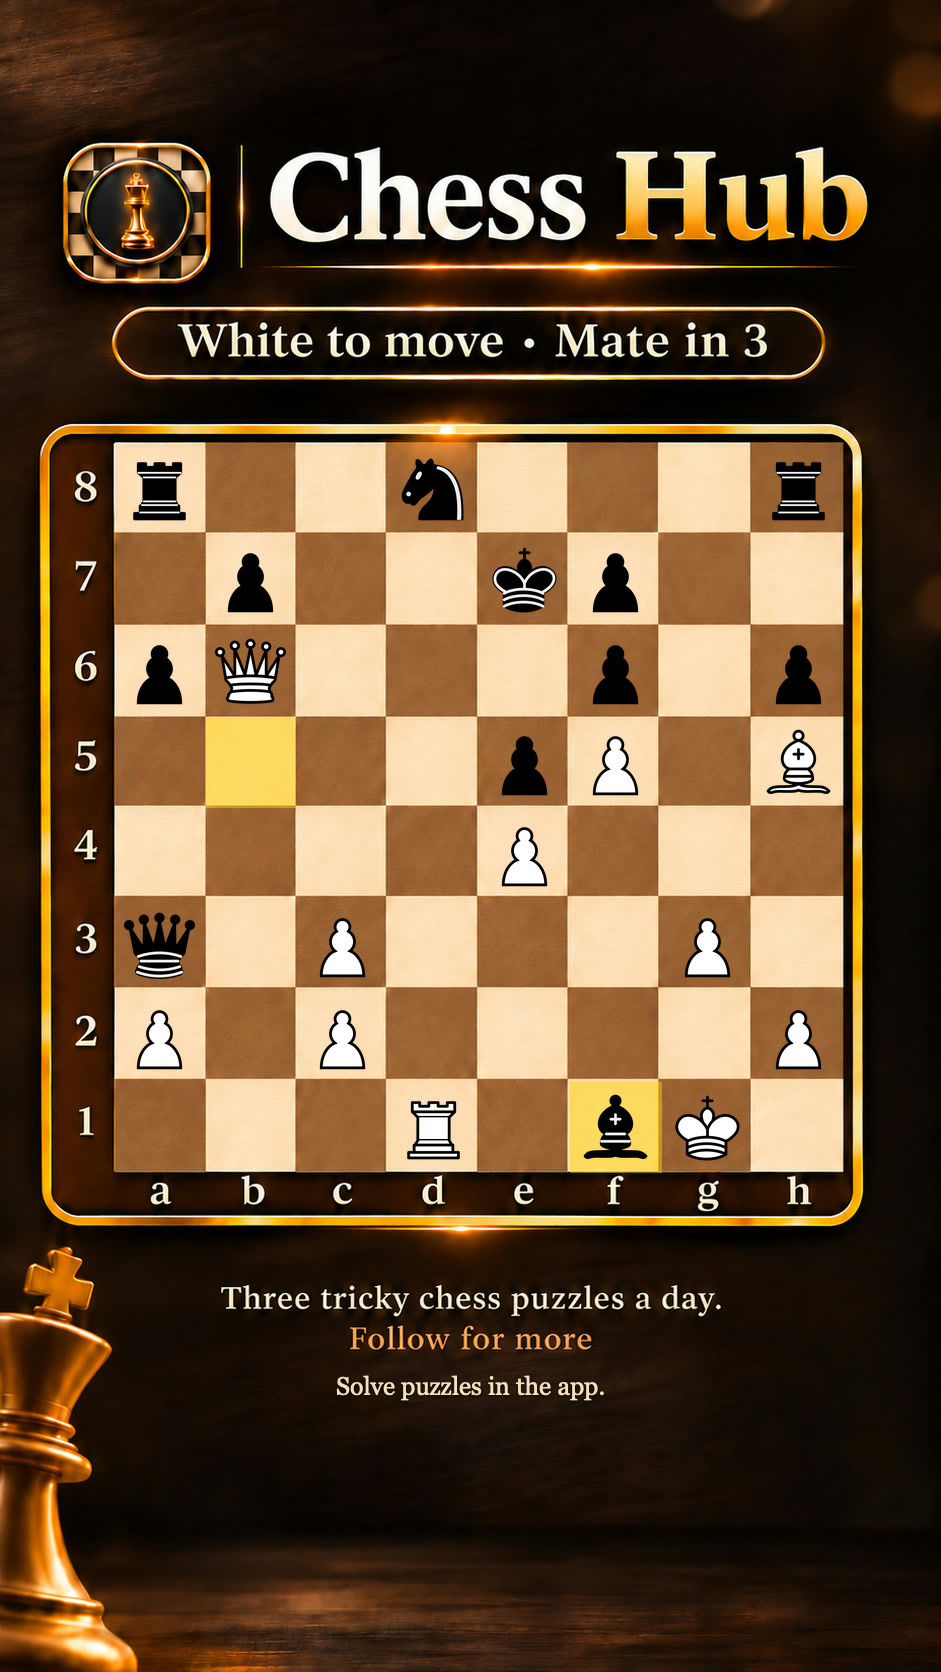 Chess Hub
White to move • Mate in 3
8
7
6
5
4
3
2
1
a b c d e f g h
Three tricky chess puzzles a day.
Follow for more
Solve puzzles in the app.